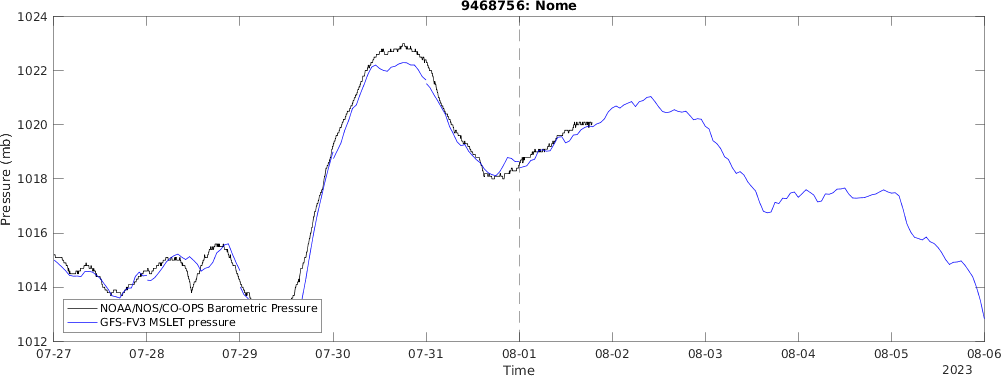 9468756: Nome
1024
1022
1020
1018
1016
1014
1012
Pressure (mb)
NOAA/NOS/CO-OPS Barometric Pressure
GFS-FV3 MSLET pressure
07-27 07-28 07-29 07-30 07-31 08-01 08-02 08-03 08-04 08-05 08-06
Time
2023